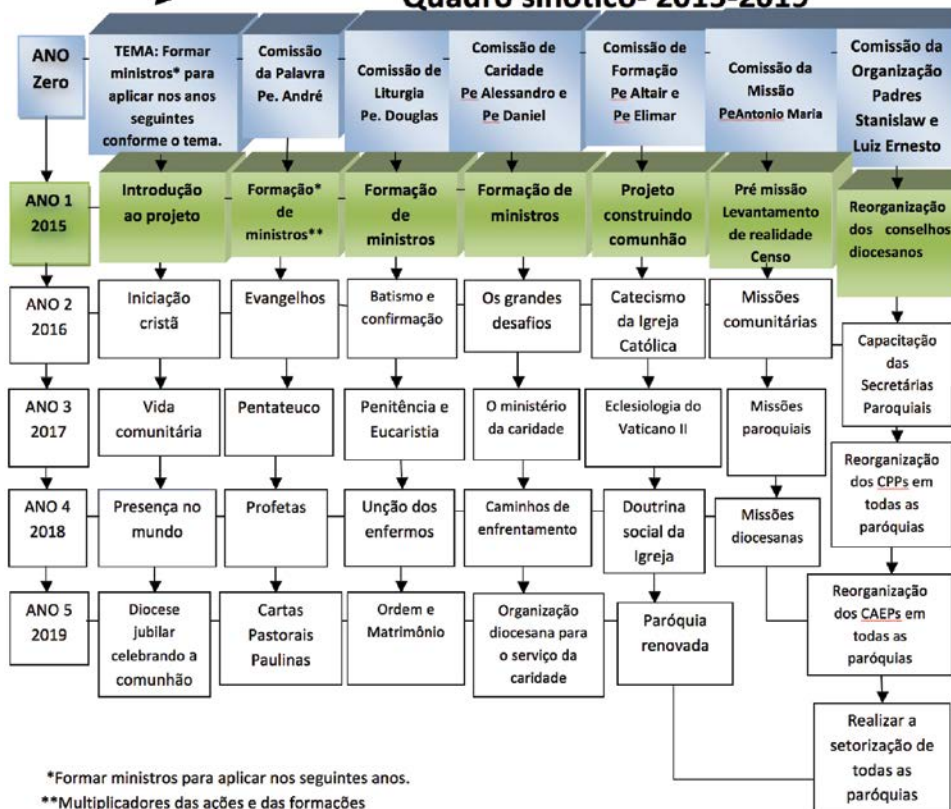 Quadro sinótico- 2015-2019
ANO
Zero
TEMA: Formar
ministros* para
aplicar nos anos
seguintes
conforme o tema.
Comissão
da Palavra
Pe. André
Comissão de
Liturgia
Pe. Douglas
Comissão de
Caridade
Pe Alessandro e
Pe Daniel
Comissão de
Formação
Pe Altair e
Pe Elimar
Comissão da
Missão
PeAntonio Maria
Comissão da
Organização
Padres
Stanislaw e
Luiz Ernesto
ANO 1
2015
Introdução
ao projeto
Formação*
de
ministros**
Formação
de
ministros
Formação de
ministros
Projeto
construindo
comunhão
Pré missão
Levantamento
de realidade
Censo
Reorganização
dos conselhos
diocesanos
ANO 2
2016
Iniciação
cristã
Evangelhos
Batismo e
confirmação
Os grandes
desafios
Catecismo
da Igreja
Católica
Missões
comunitárias
Capacitação
das
Secretárias
Paroquiais
ANO 3
2017
Vida
comunitária
Pentateuco
Penitência e
Eucaristia
O ministério
da caridade
Eclesiologia do
Vaticano II
Missões
paroquiais
Reorganização
dos CPPs em
todas as
paróquias
ANO 4
2018
Presença no
mundo
Profetas
Unção dos
enfermos
Caminhos de
enfrentamento
Doutrina
social da
Igreja
Missões
diocesanas
Reorganização
dos CAEPs em
todas as
paróquias
ANO 5
2019
Diocese
jubilar
celebrando a
comunhão
Cartas
Pastorais
Paulinas
Ordem e
Matrimônio
Organização
diocesana para
o serviço da
caridade
Paróquia
renovada
Realizar a
setorização de
todas as
paróquias
*Formar ministros para aplicar nos seguintes anos.
**Multiplicadores das ações e das formações